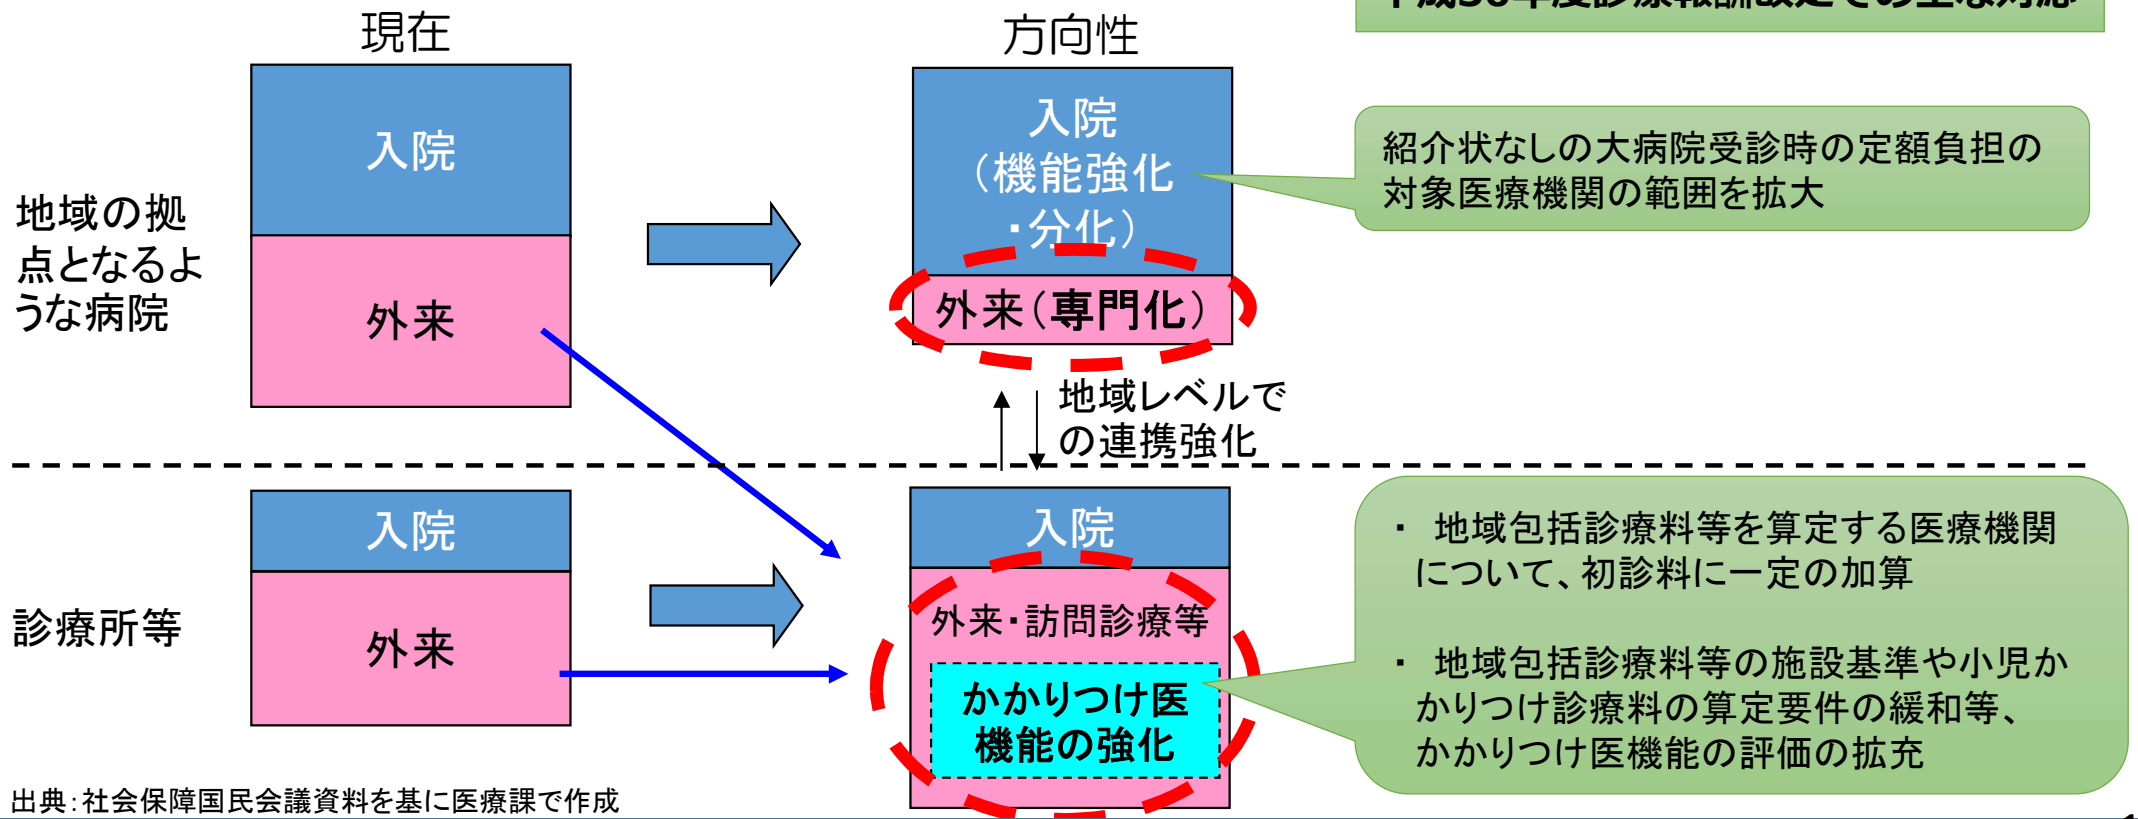 現在
方向性
地域の拠
点となるよ
うな病院
入院
外来
入院
（機能強化
・分化）
外来（専門化）
紹介状なしの大病院受診時の定額負担の
対象医療機関の範囲を拡大
地域レベルで
の連携強化
診療所等
入院
外来
入院
外来・訪問診療等
かかりつけ医
機能の強化
・ 地域包括診療料等を算定する医療機関
について、初診料に一定の加算
・ 地域包括診療料等の施設基準や小児か
かりつけ診療料の算定要件の緩和等、
かかりつけ医機能の評価の拡充
出典：社会保障国民会議資料を基に医療課で作成